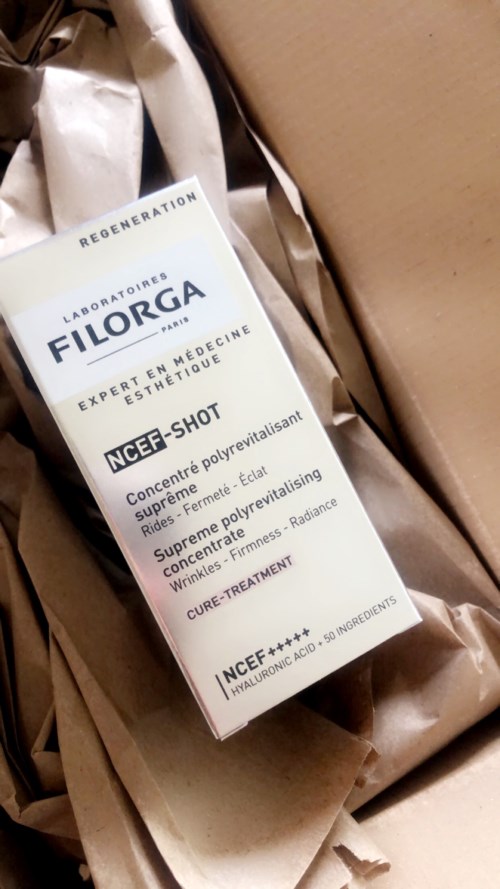 REGENERATION
LABORATOIRES
FILORGA
PARIS
EXPERT EN MÉDECINE
ESTHÉTIQUE
NCEF-SHOT
Concentré polyrevitalisant
suprême
Rides - Fermeté - Éclat
Supreme polyrevitalising
concentrate
Wrinkles - Firmness - Radiance
CURE-TREATMENT
NCEF+++++
HYALURONIC ACID + 50 INGREDIENTS